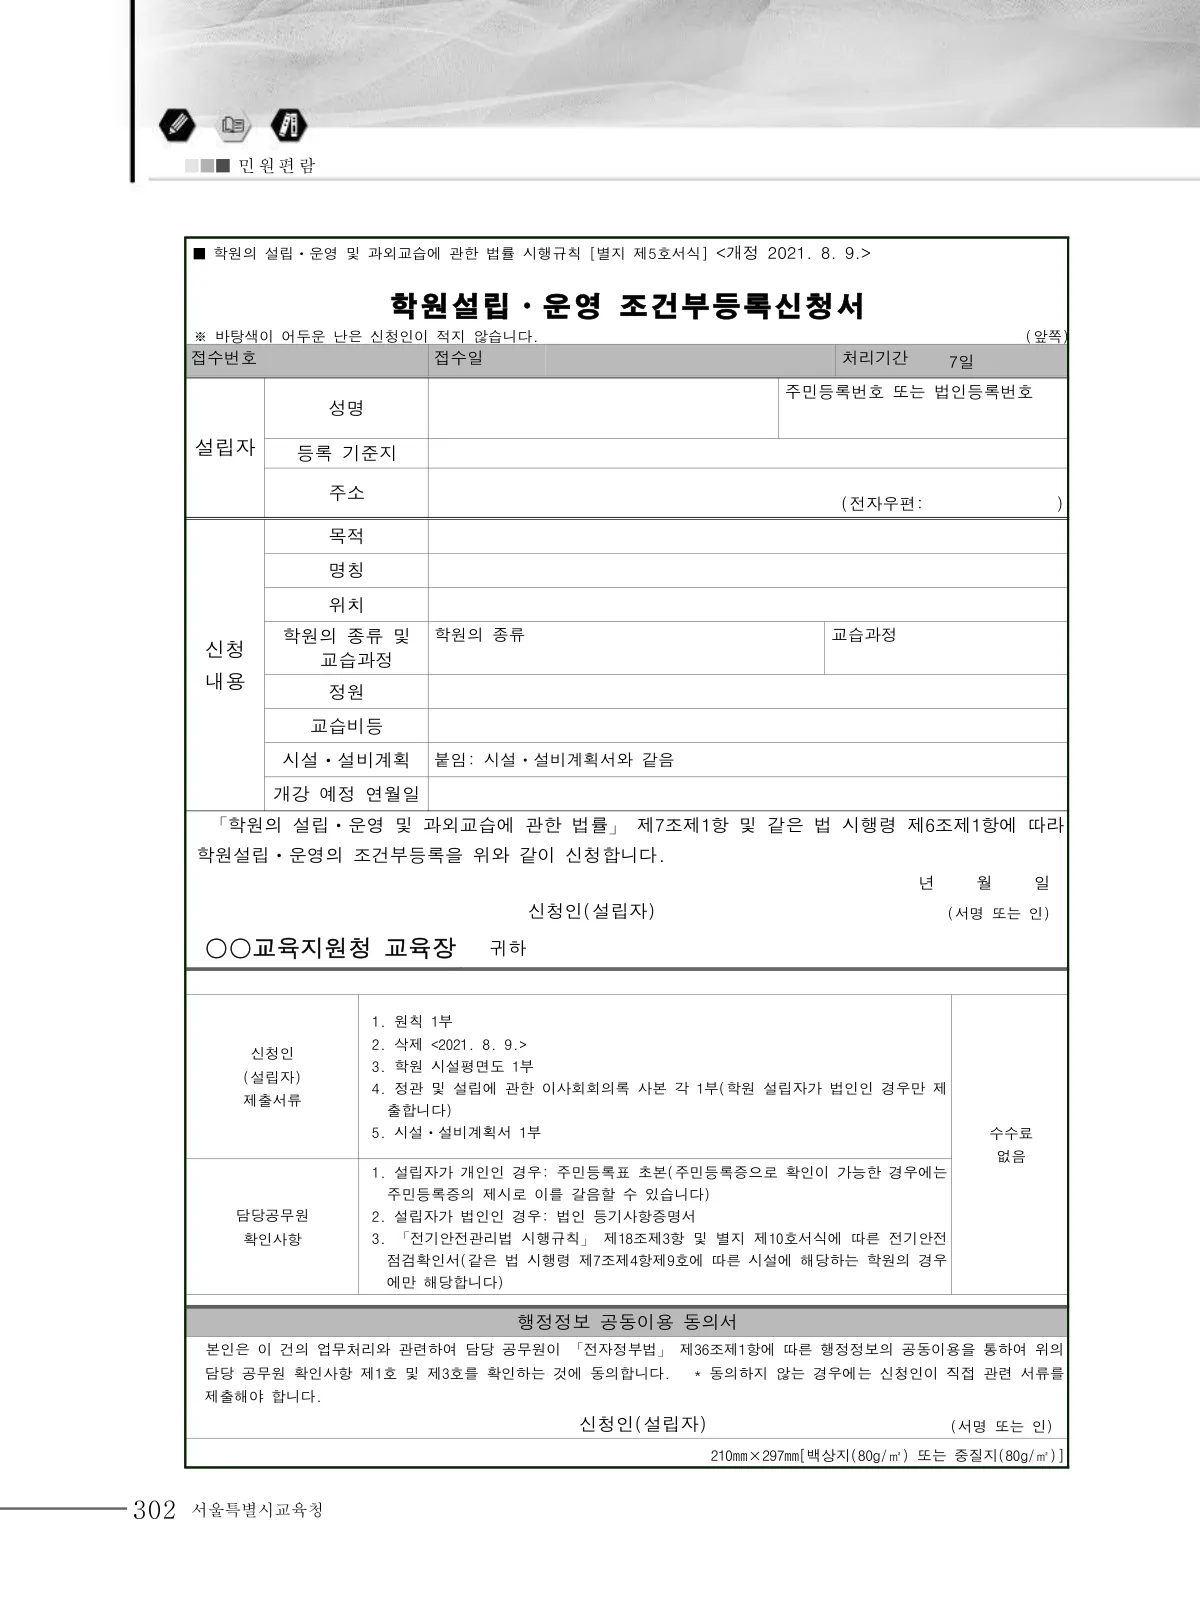 민원편람
■ 학원의 설립ㆍ운영 및 과외교습에 관한 법률 시행규칙 [별지 제5호서식] <개정 2021. 8. 9.>
학원설립ㆍ운영 조건부등록신청서
※ 바탕색이 어두운 난은 신청인이 적지 않습니다. (앞쪽)
접수번호 접수일 처리기간 7일
설립자
성명 주민등록번호 또는 법인등록번호
등록 기준지
주소
(전자우편: )
신청
내용
목적
명칭
위치
학원의 종류 및
교습과정
학원의 종류 교습과정
정원
교습비등
시설ㆍ설비계획 붙임: 시설ㆍ설비계획서와 같음
개강 예정 연월일
「학원의 설립ㆍ운영 및 과외교습에 관한 법률」 제7조제1항 및 같은 법 시행령 제6조제1항에 따라
학원설립ㆍ운영의 조건부등록을 위와 같이 신청합니다.
년 월 일
신청인(설립자) (서명 또는 인)
○○교육지원청 교육장 귀하
신청인
(설립자)
제출서류
1. 원칙 1부
2. 삭제 <2021. 8. 9.>
3. 학원 시설평면도 1부
4. 정관 및 설립에 관한 이사회회의록 사본 각 1부(학원 설립자가 법인인 경우만 제
출합니다)
5. 시설ㆍ설비계획서 1부
수수료
없음
담당공무원
확인사항
1. 설립자가 개인인 경우: 주민등록표 초본(주민등록증으로 확인이 가능한 경우에는
주민등록증의 제시로 이를 갈음할 수 있습니다)
2. 설립자가 법인인 경우: 법인 등기사항증명서
3. 「전기안전관리법 시행규칙」 제18조제3항 및 별지 제10호서식에 따른 전기안전
점검확인서(같은 법 시행령 제7조제4항제9호에 따른 시설에 해당하는 학원의 경우
에만 해당합니다)
행정정보 공동이용 동의서
본인은 이 건의 업무처리와 관련하여 담당 공무원이 「전자정부법」 제36조제1항에 따른 행정정보의 공동이용을 통하여 위의
담당 공무원 확인사항 제1호 및 제3호를 확인하는 것에 동의합니다. * 동의하지 않는 경우에는 신청인이 직접 관련 서류를
제출해야 합니다.
신청인(설립자) (서명 또는 인)
210㎜×297㎜[백상지(80g/㎡) 또는 중질지(80g/㎡)]
302 서울특별시교육청